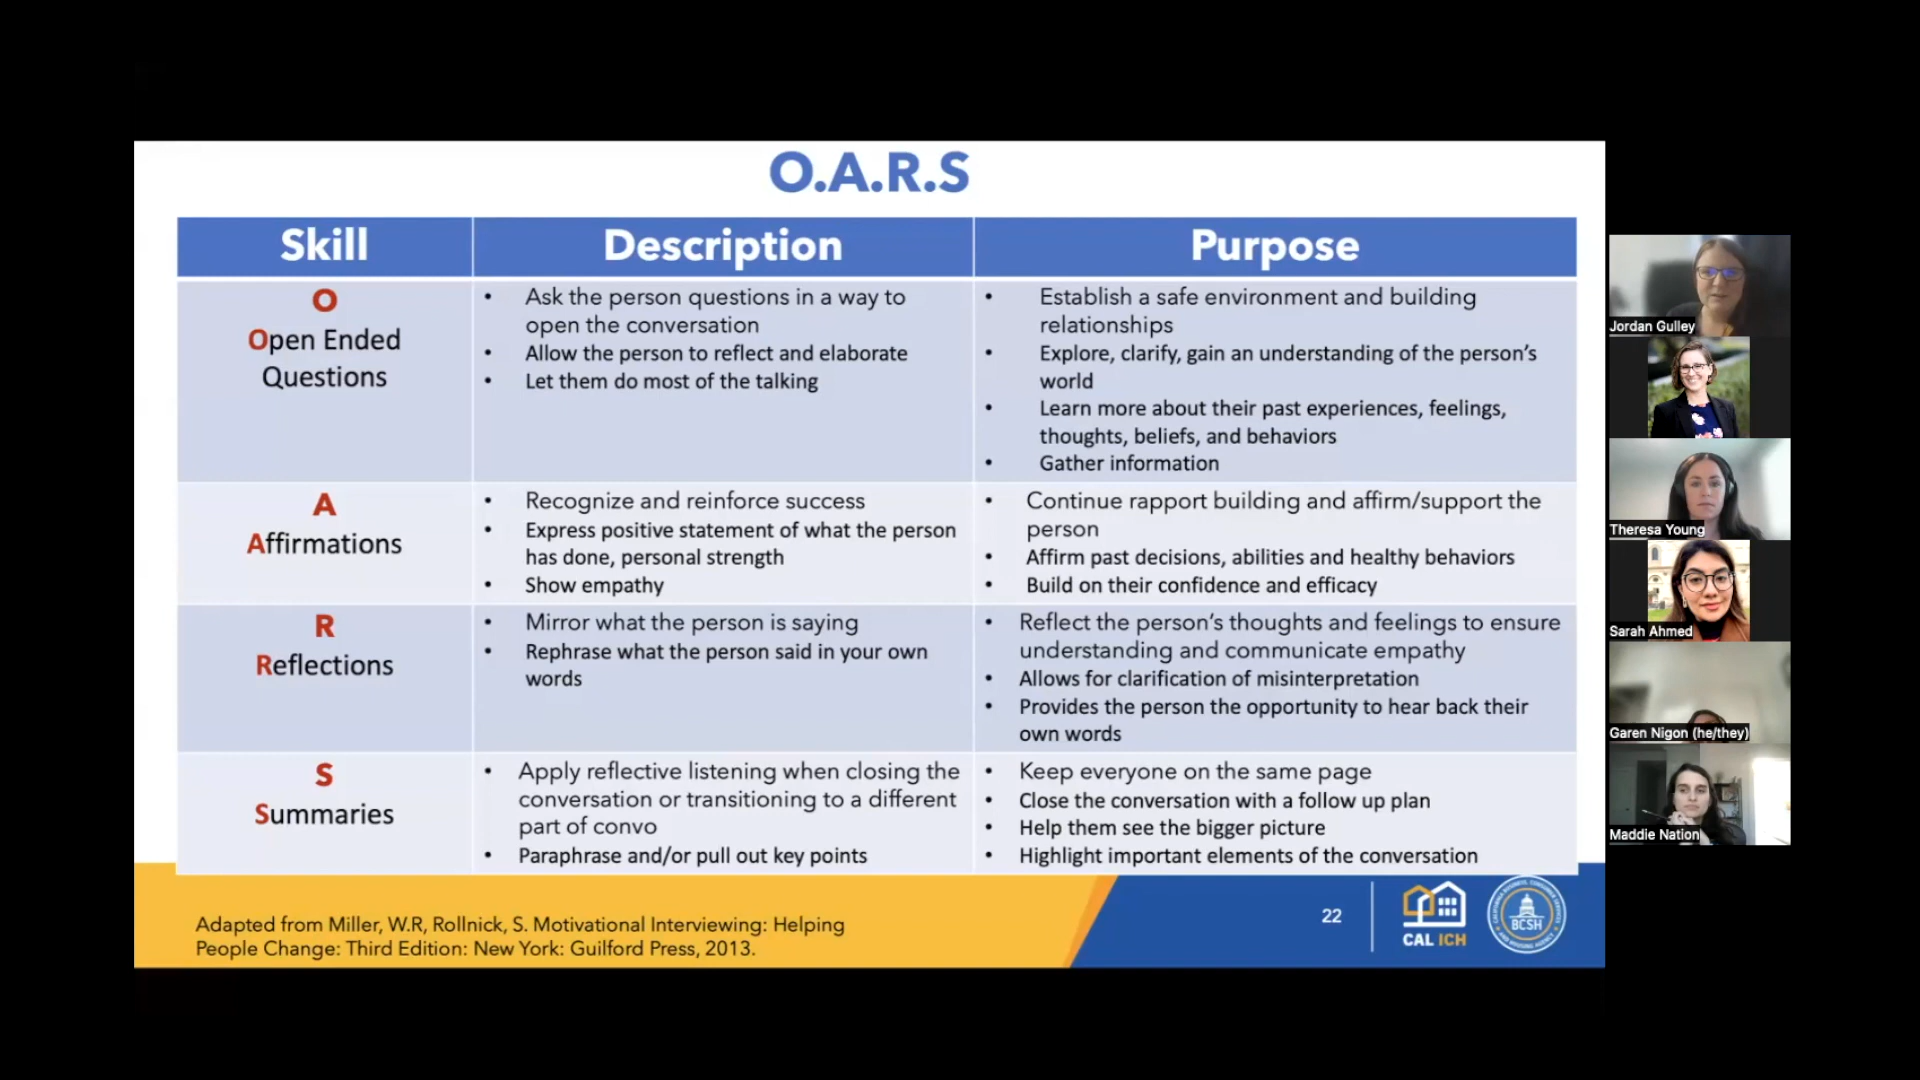 O.A.R.S
Skill
Description
Purpose
O
Open Ended
Questions
• Ask the person questions in a way to
open the conversation
• Allow the person to reflect and elaborate
• Let them do most of the talking
• Establish a safe environment and building
relationships
• Explore, clarify, gain an understanding of the person's
world
• Learn more about their past experiences, feelings,
thoughts, beliefs, and behaviors
• Gather information
A
Affirmations
• Recognize and reinforce success
• Express positive statement of what the person
has done, personal strength
• Show empathy
• Continue rapport building and affirm/support the
person
• Affirm past decisions, abilities and healthy behaviors
• Build on their confidence and efficacy
R
Reflections
• Mirror what the person is saying
• Rephrase what the person said in your own
words
• Reflect the person's thoughts and feelings to ensure
understanding and communicate empathy
• Allows for clarification of misinterpretation
• Provides the person the opportunity to hear back their
own words
S
Summaries
• Apply reflective listening when closing the
conversation or transitioning to a different
part of convo
• Paraphrase and/or pull out key points
• Keep everyone on the same page
• Close the conversation with a follow up plan
• Help them see the bigger picture
• Highlight important elements of the conversation
Adapted from Miller, W.R, Rollnick, S. Motivational Interviewing: Helping
People Change: Third Edition: New York: Guilford Press, 2013.
22
CAL ICH
BCSH
Jordan Gulley
Theresa Young
Sarah Ahmed
Garen Nigon (he/they)
Maddie Nation